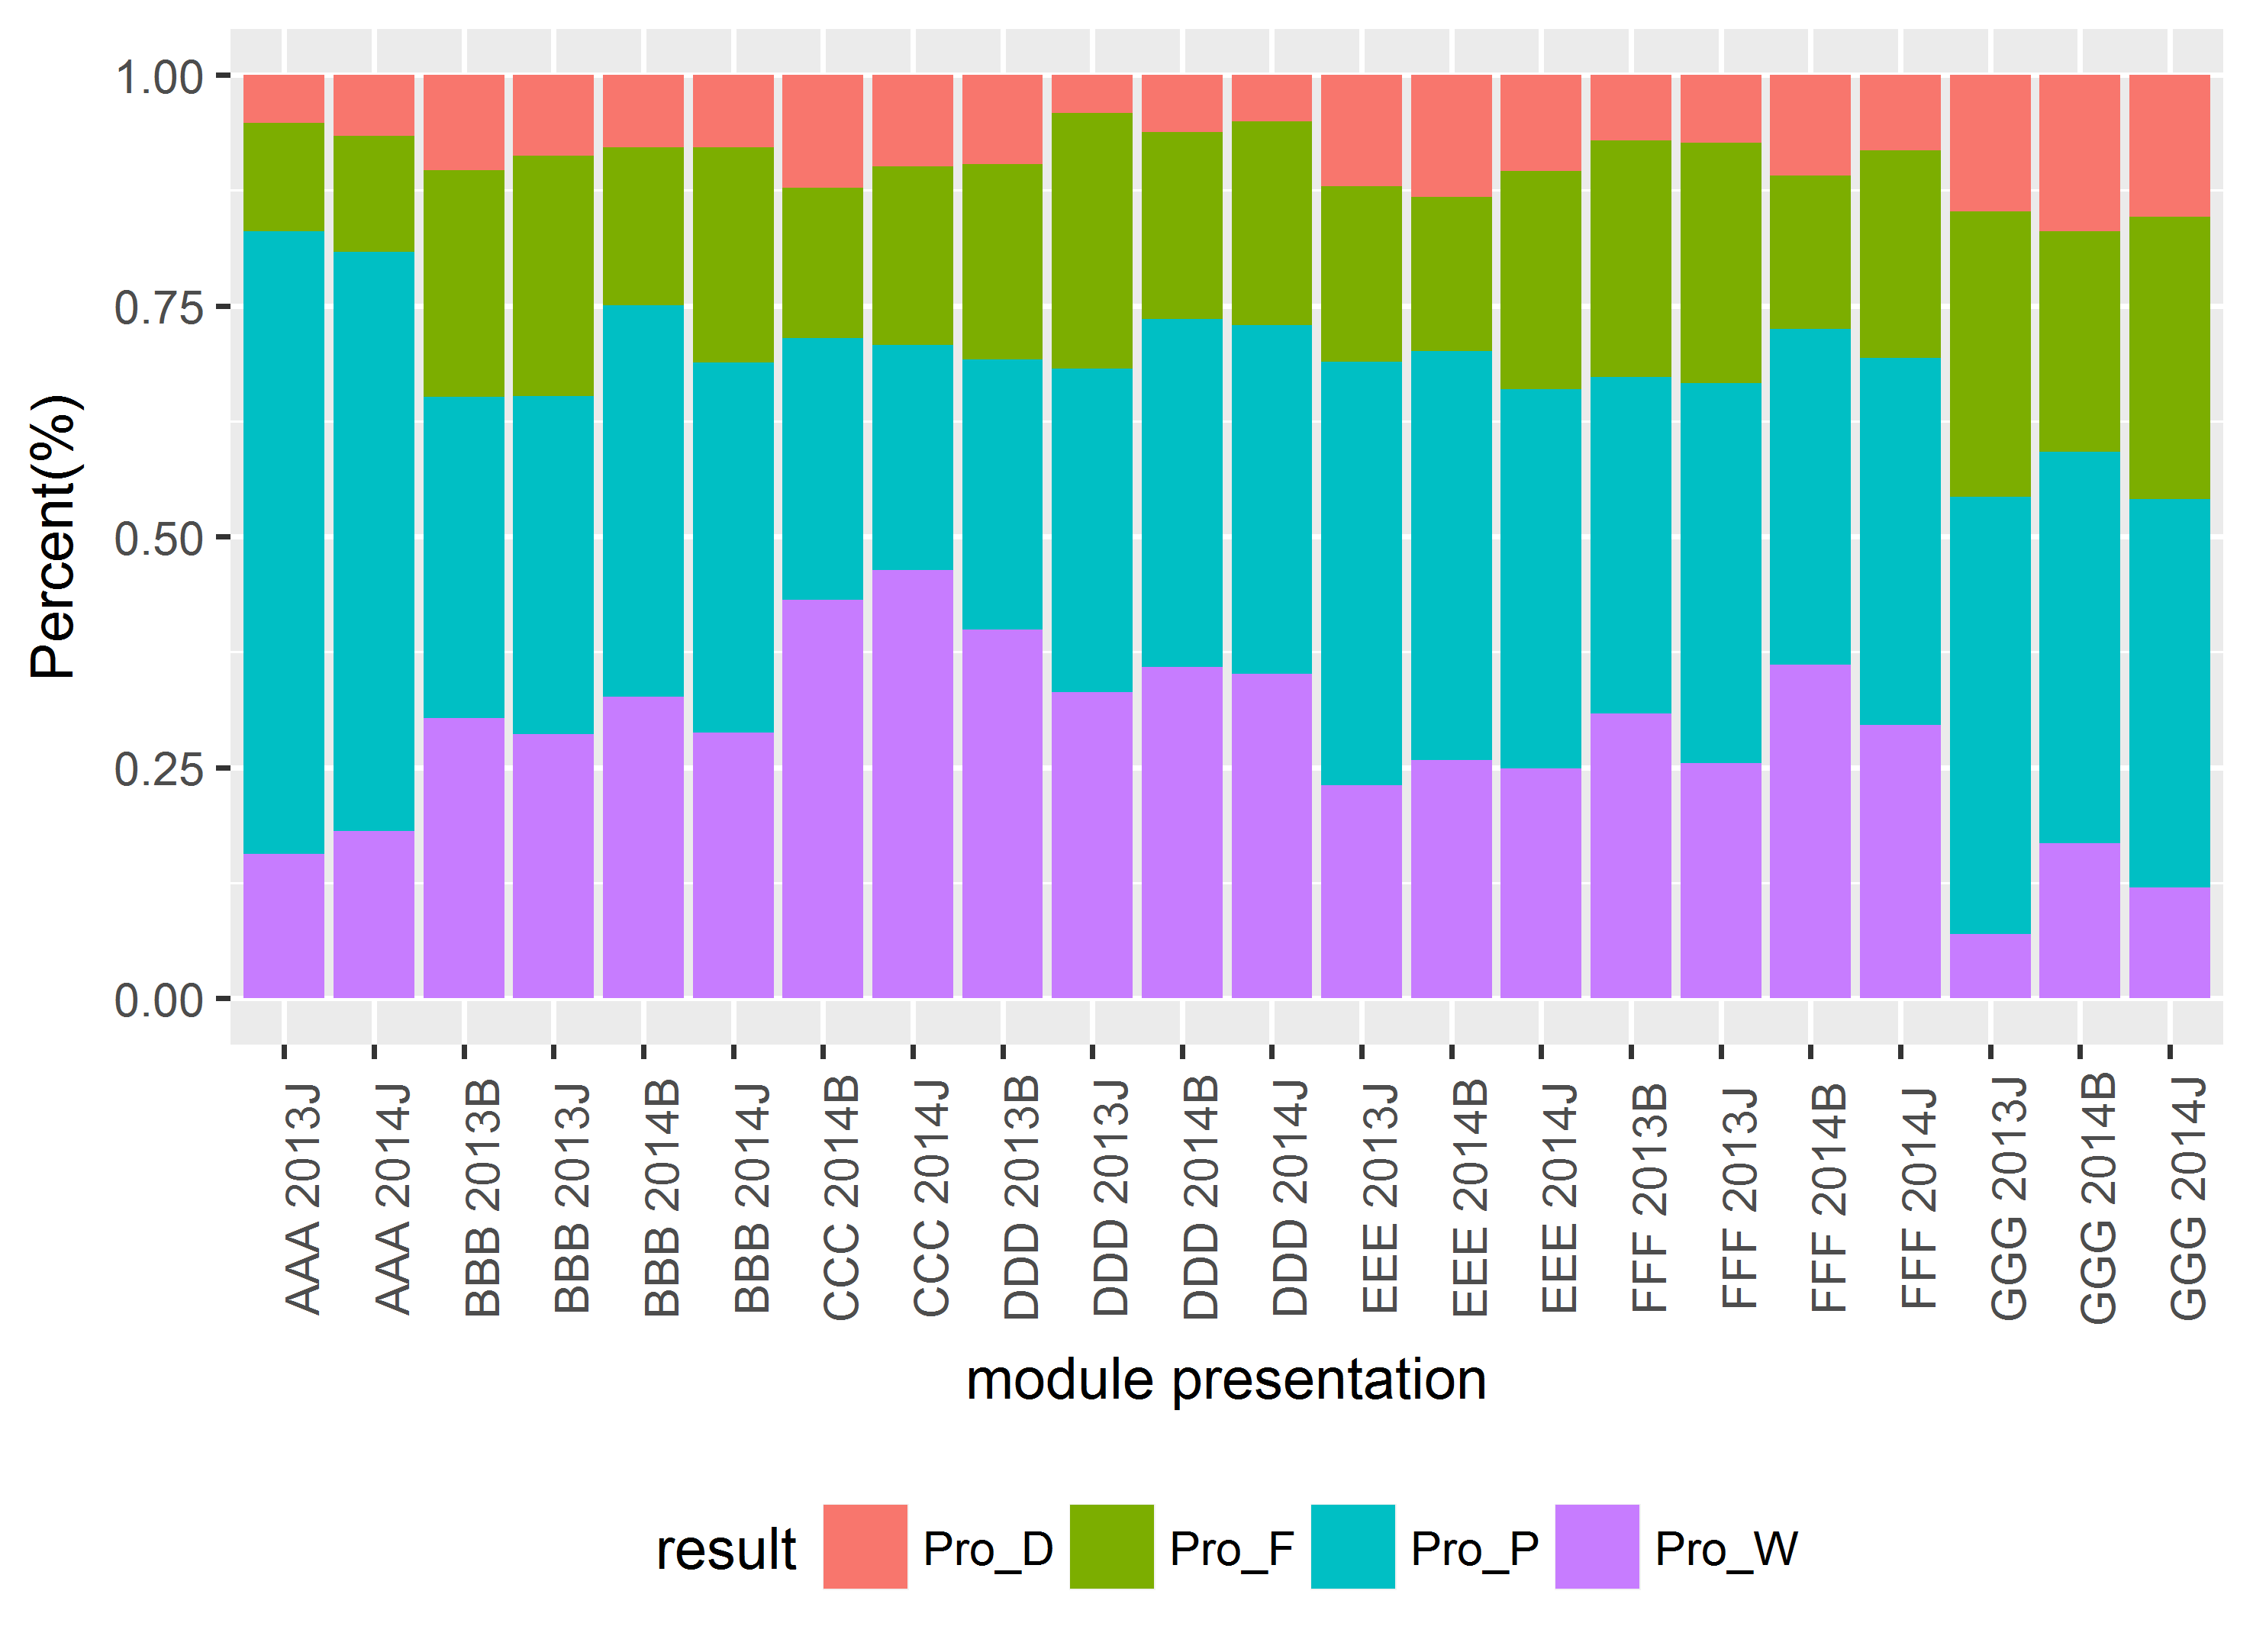 Percent(%)
1.00
0.75
0.50
0.25
0.00
AAA 2013J
AAA 2014J
BBB 2013B
BBB 2013J
BBB 2014B
BBB 2014J
CCC 2014B
CCC 2014J
DDD 2013B
DDD 2013J
DDD 2014B
DDD 2014J
EEE 2013J
EEE 2014B
EEE 2014J
FFF 2013B
FFF 2013J
FFF 2014B
FFF 2014J
GGG 2013J
GGG 2014B
GGG 2014J
module presentation
result Pro_D Pro_F Pro_P Pro_W